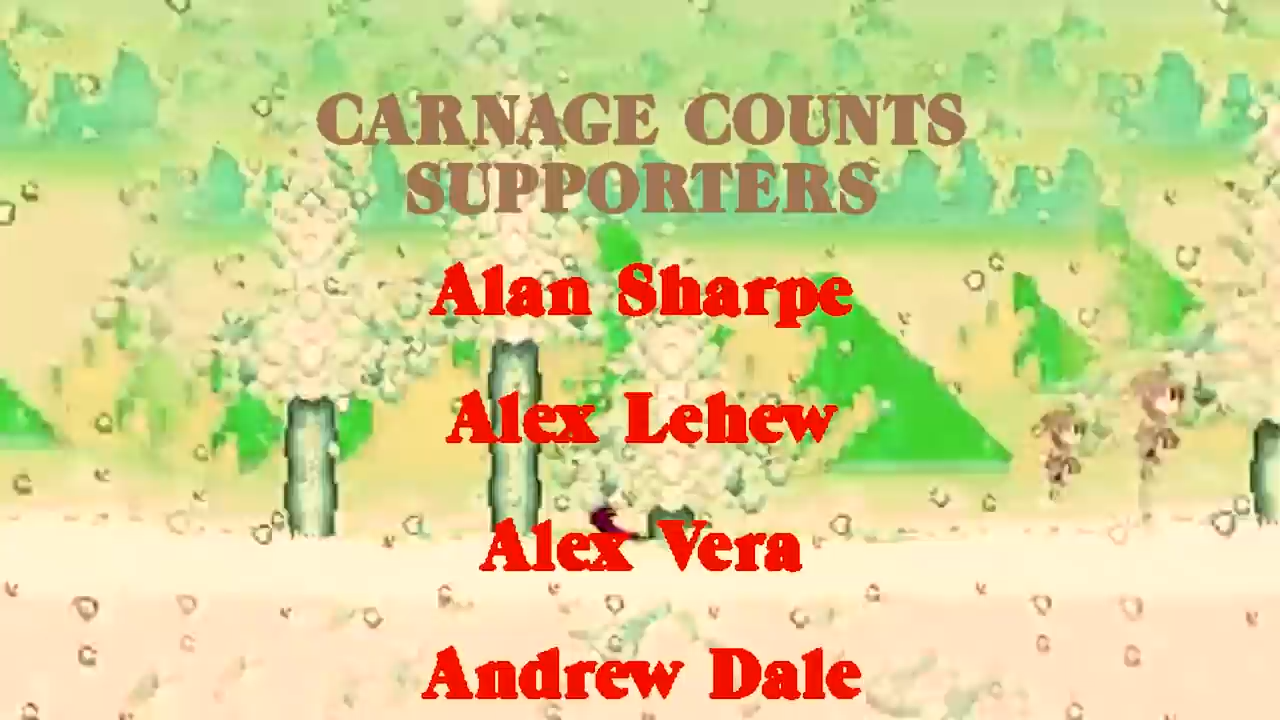 CARNAGE COUNTS
SUPPORTERS
Alan Sharpe
Alex Lehew
Alex Vera
Andrew Dale